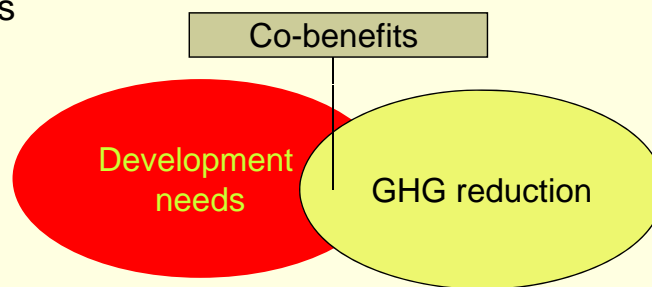 s
Co-benefits
Development
needs
GHG reduction